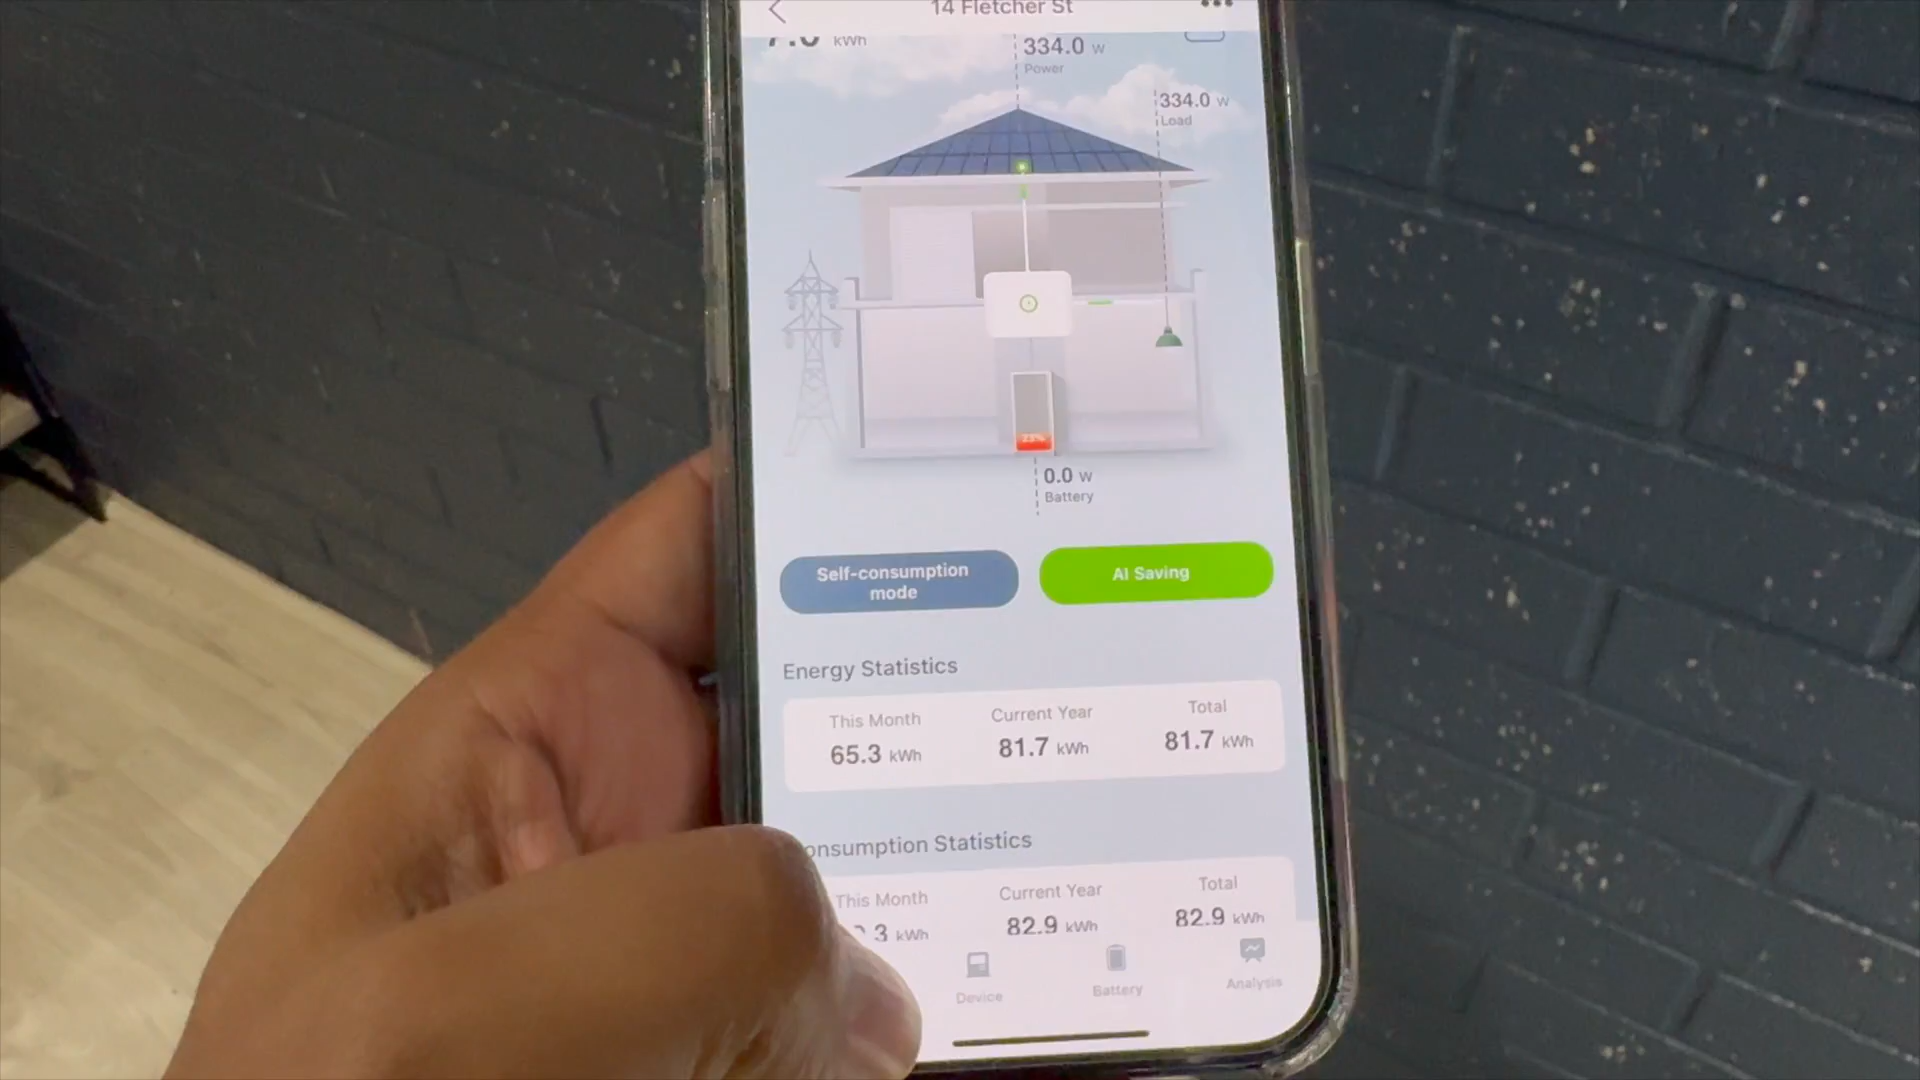 14 Fletcher St
kWh
334.0 W
Power
334.0 W
Load
23%
0.0 W
Battery
Self-consumption
mode
AI Saving
Energy Statistics
This Month
65.3 kWh
Current Year
81.7 kWh
Total
81.7 kWh
onsumption Statistics
This Month
.3 kWh
Current Year
82.9 kWh
Total
82.9 kWh
Device
Battery
Analysis